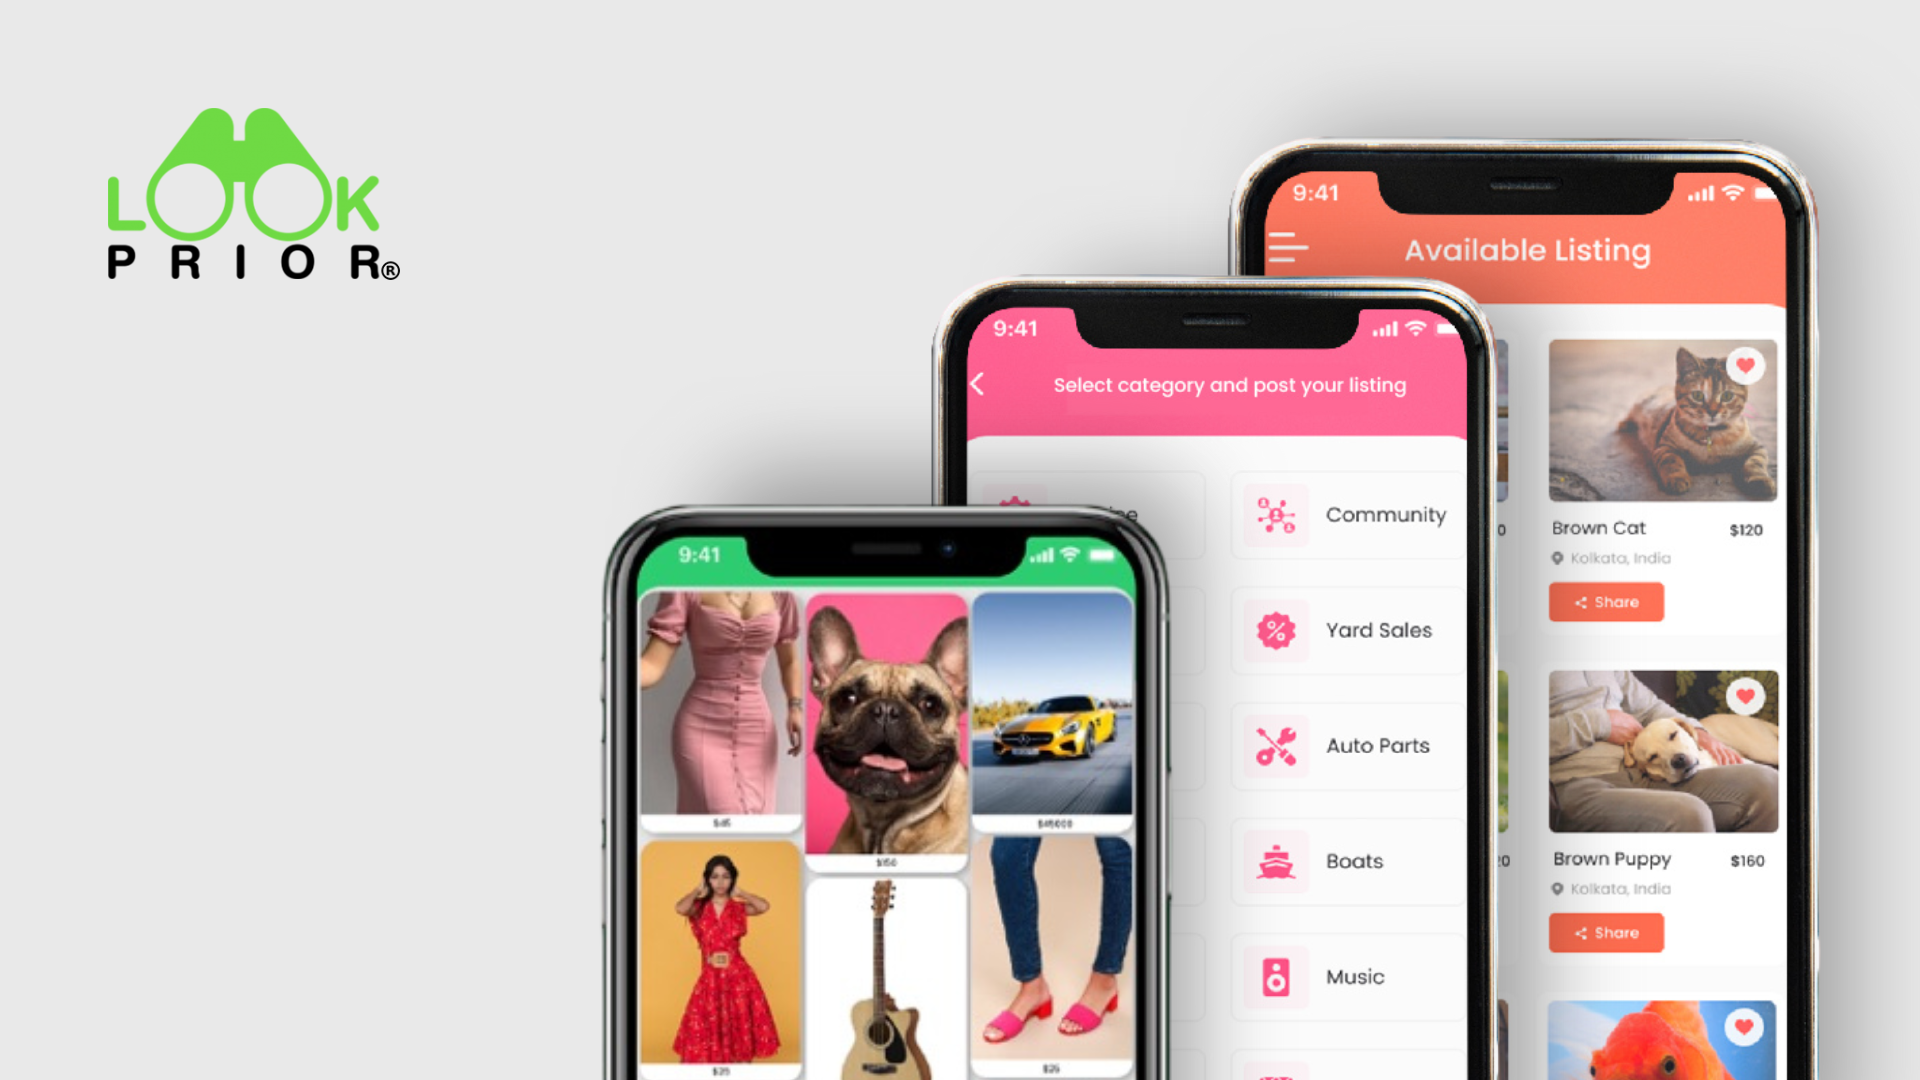 LOOK
PRIOR®
9:41
Available Listing
Brown Cat
$120
Kolkata, India
Share
Brown Puppy
$160
Kolkata, India
Share
9:41
Select category and post your listing
Community
Yard Sales
Auto Parts
Boats
Music
9:41
$45
$150
$45000
$25